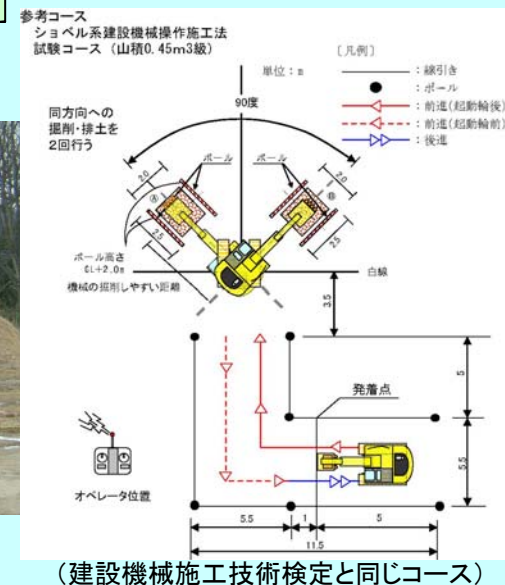 参考コース
ショベル系建設機械操作施工法
試験コース（山積0.45m3級）
〔凡例〕
単位：m
：線引き
：ポール
：前進(起動輪後)
：前進(起動輪前)
：後進
90度
同方向への
掘削・排土を
2回行う
ポール
ポール
2.0
2.0
Ⓐ
Ⓑ
2.5
2.5
ポール高さ
GL+2.0m
機械の掘削しやすい距離
白線
3.5
5
発着点
5.5
オペレータ位置
5.5
1
5
11.5
（建設機械施工技術検定と同じコース）